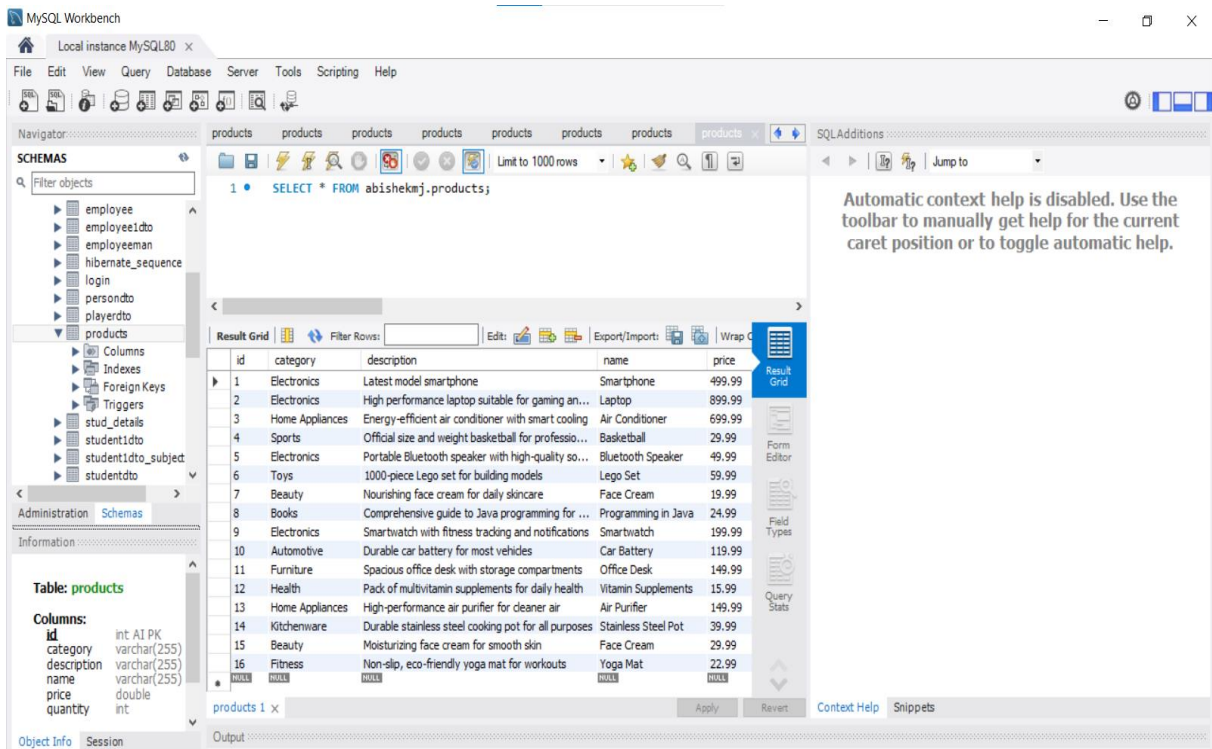 MySQL Workbench
Local instance MySQL80 ×
File Edit View Query Database Server Tools Scripting Help
Navigator
SCHEMAS
Filter objects
employee
employee1dto
employeeman
hibernate_sequence
login
persondto
playerdto
products
Columns
Indexes
Foreign Keys
Triggers
stud_details
student1dto
student1dto_subject
studentdto
Administration Schemas
Information
Table: products
Columns:
id int AI PK
category varchar(255)
description varchar(255)
name varchar(255)
price double
quantity int
Object Info Session
products products products products products products products products ×
Limit to 1000 rows
1 SELECT * FROM abishekmj.products;
Result Grid Filter Rows: Edit: Export/Import: Wrap C
id category description name price
1 Electronics Latest model smartphone Smartphone 499.99
2 Electronics High performance laptop suitable for gaming an... Laptop 899.99
3 Home Appliances Energy-efficient air conditioner with smart cooling Air Conditioner 699.99
4 Sports Official size and weight basketball for professio... Basketball 29.99
5 Electronics Portable Bluetooth speaker with high-quality so... Bluetooth Speaker 49.99
6 Toys 1000-piece Lego set for building models Lego Set 59.99
7 Beauty Nourishing face cream for daily skincare Face Cream 19.99
8 Books Comprehensive guide to Java programming for ... Programming in Java 24.99
9 Electronics Smartwatch with fitness tracking and notifications Smartwatch 199.99
10 Automotive Durable car battery for most vehicles Car Battery 119.99
11 Furniture Spacious office desk with storage compartments Office Desk 149.99
12 Health Pack of multivitamin supplements for daily health Vitamin Supplements 15.99
13 Home Appliances High-performance air purifier for cleaner air Air Purifier 149.99
14 Kitchenware Durable stainless steel cooking pot for all purposes Stainless Steel Pot 39.99
15 Beauty Moisturizing face cream for smooth skin Face Cream 29.99
16 Fitness Non-slip, eco-friendly yoga mat for workouts Yoga Mat 22.99
NULL NULL NULL NULL NULL
Result
Grid
Form
Editor
Field
Types
Query
Stats
products 1 × Apply Revert
Output
SQLAdditions
Jump to
Automatic context help is disabled. Use the
toolbar to manually get help for the current
caret position or to toggle automatic help.
Context Help Snippets